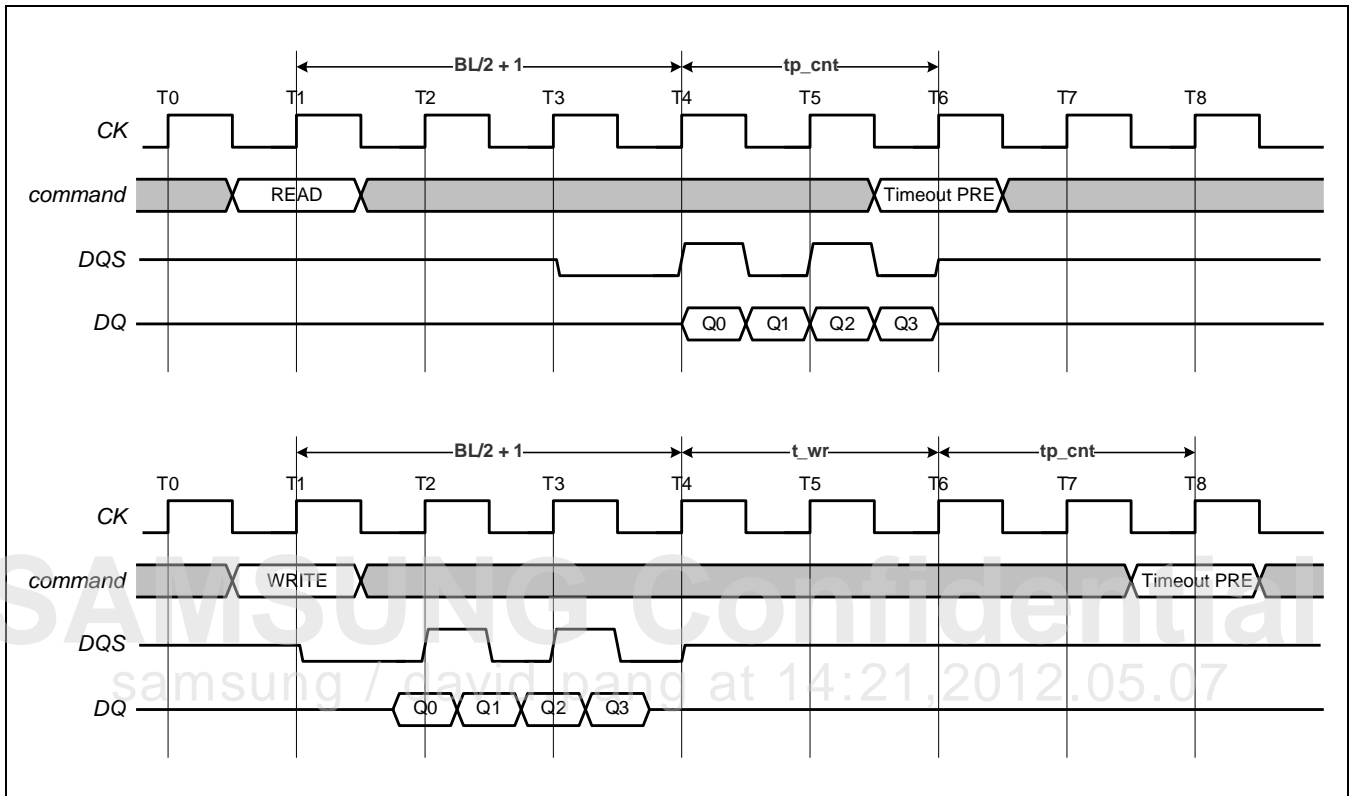 BL/2 + 1 tp_cnt
T0 T1 T2 T3 T4 T5 T6 T7 T8
CK
command READ Timeout PRE
DQS
DQ Q0 Q1 Q2 Q3
BL/2 + 1 t_wr tp_cnt
T0 T1 T2 T3 T4 T5 T6 T7 T8
CK
command WRITE Timeout PRE
SAMSUNG Confidential
DQS
samsung / david.pang at 14:21,2012.05.07
DQ Q0 Q1 Q2 Q3